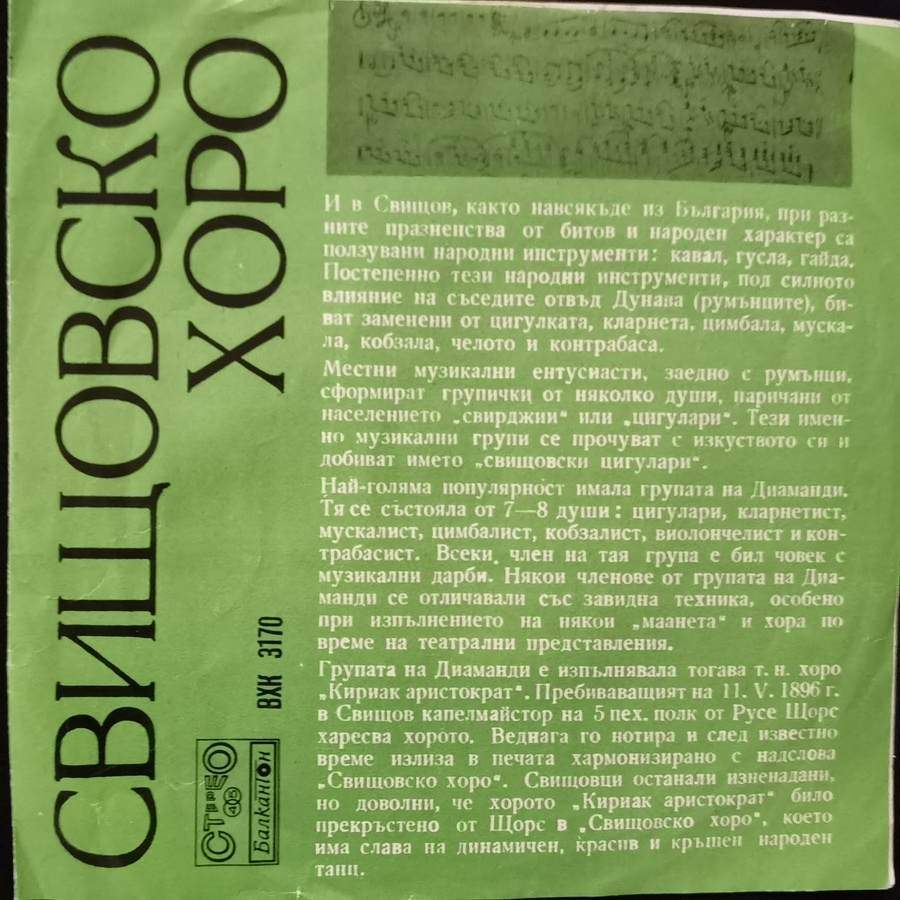 СВИЩОВСКО
ХОРО
ВХК 3170
СТЕРЕО
45
Балкантон
И в Свищов, както навсякъде из България, при раз-
ните празненства от битов и народен характер са
ползувани народни инструменти: кавал, гусла, гайда.
Постепенно тези народни инструменти, под силното
влияние на съседите отвъд Дунава (румънците), би-
ват заменени от цигулката, кларнета, цимбала, муска-
ла, кобзала, челото и контрабаса.
Местни музикални ентусиасти, заедно с румънци,
сформират групички от няколко души, наричани от
населението „свирджии“ или „цигулари“. Тези имен-
но музикални групи се прочуват с изкуството си и
добиват името „свищовски цигулари“.
Най-голяма популярност имала групата на Диаманди.
Тя се състояла от 7—8 души: цигулари, кларнетист,
мускалист, цимбалист, кобзалист, виолончелист и кон-
трабасист. Всеки член на тая група е бил човек с
музикални дарби. Някои членове от групата на Диа-
манди се отличавали със завидна техника, особено
при изпълнението на някои „маанета“ и хора по
време на театрални представления.
Групата на Диаманди е изпълнявала тогава т. н. хоро
„Кириак аристократ“. Пребиваващият на 11. V. 1896 г.
в Свищов капелмайстор на 5 пех. полк от Русе Щорс
харесва хорото. Веднага го нотира и след известно
време излиза в печата хармонизирано с надслова
„Свищовско хоро“. Свищовци останали изненадани,
но доволни, че хорото „Кириак аристократ“ било
прекръстено от Щорс в „Свищовско хоро“, което
има слава на динамичен, красив и кръшен народен
танц.